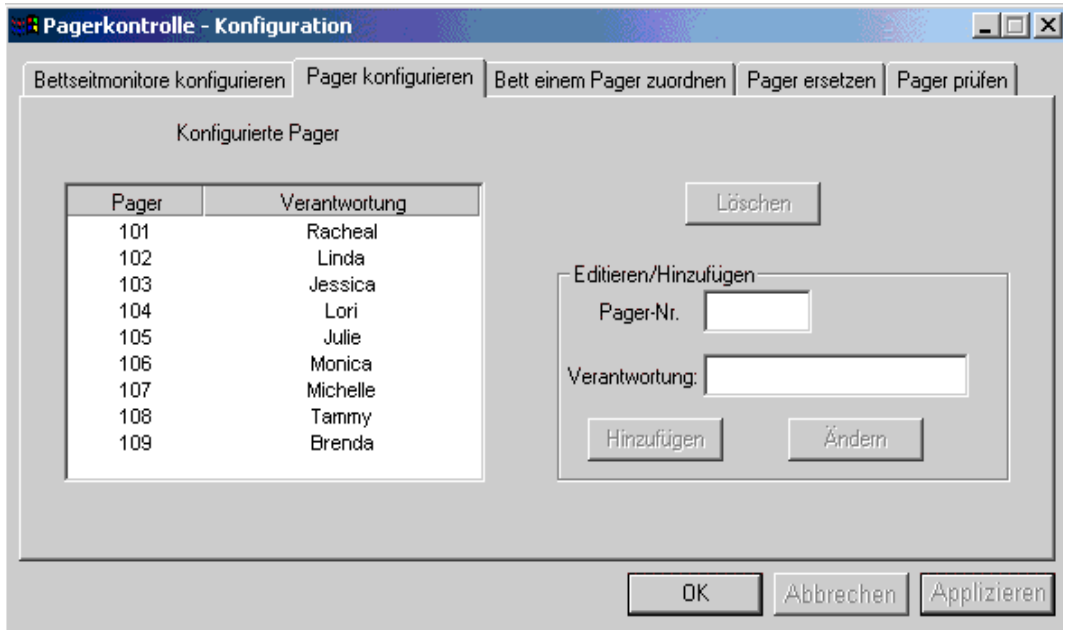 Pagerkontrolle - Konfiguration
Bettseitmonitore konfigurieren Pager konfigurieren Bett einem Pager zuordnen Pager ersetzen Pager prüfen
Konfigurierte Pager
Pager Verantwortung
101 Racheal
102 Linda
103 Jessica
104 Lori
105 Julie
106 Monica
107 Michelle
108 Tammy
109 Brenda
Löschen
Editieren/Hinzufügen
Pager-Nr.
Verantwortung:
Hinzufügen Ändern
OK Abbrechen Applizieren